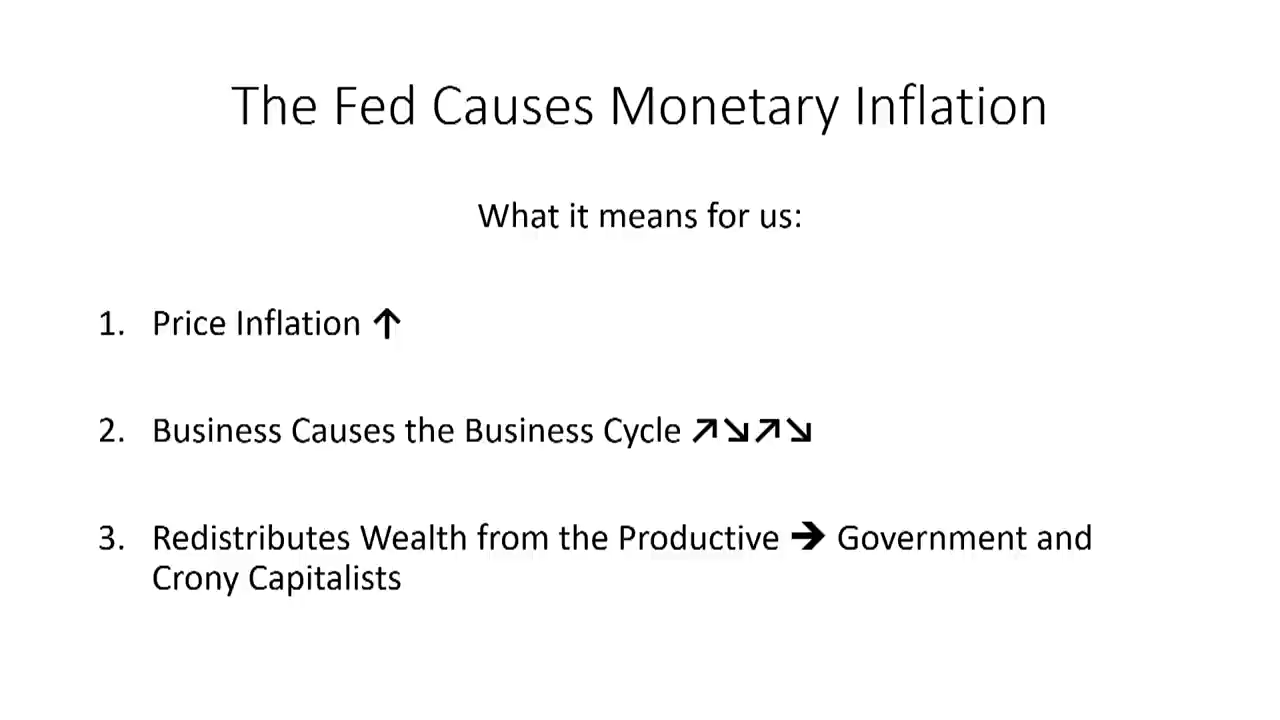 The Fed Causes Monetary Inflation
What it means for us:
1. Price Inflation ↑
2. Business Causes the Business Cycle ↗↘↗↘
3. Redistributes Wealth from the Productive ➔ Government and
Crony Capitalists